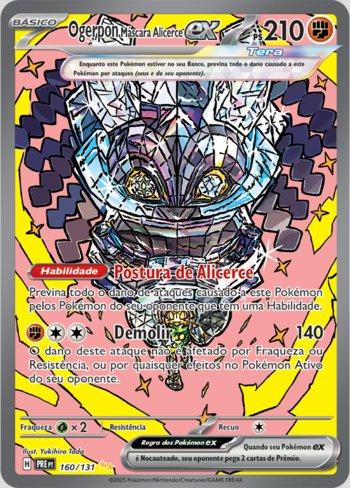 BÁSICO
Ogerpon Máscara Alicerce ex PS 210
Tera
Enquanto este Pokémon estiver no seu Banco, previna todo o dano causado a este
Pokémon por ataques (seus e do seu oponente).
Habilidade Postura de Alicerce
Previna todo o dano de ataques causado a este Pokémon
pelos Pokémon do seu oponente que têm uma Habilidade.
Demolir 140
O dano deste ataque não é afetado por Fraqueza ou
Resistência, ou por quaisquer efeitos no Pokémon Ativo
do seu oponente.
Fraqueza ×2 Resistência Recuo
Ilust. Yukihiro Tada
Regra dos Pokémon ex Quando seu Pokémon ex
é Nocauteado, seu oponente pega 2 cartas de Prêmio.
H PRE PT 160/131
©2025 Pokémon/Nintendo/Creatures/GAME FREAK